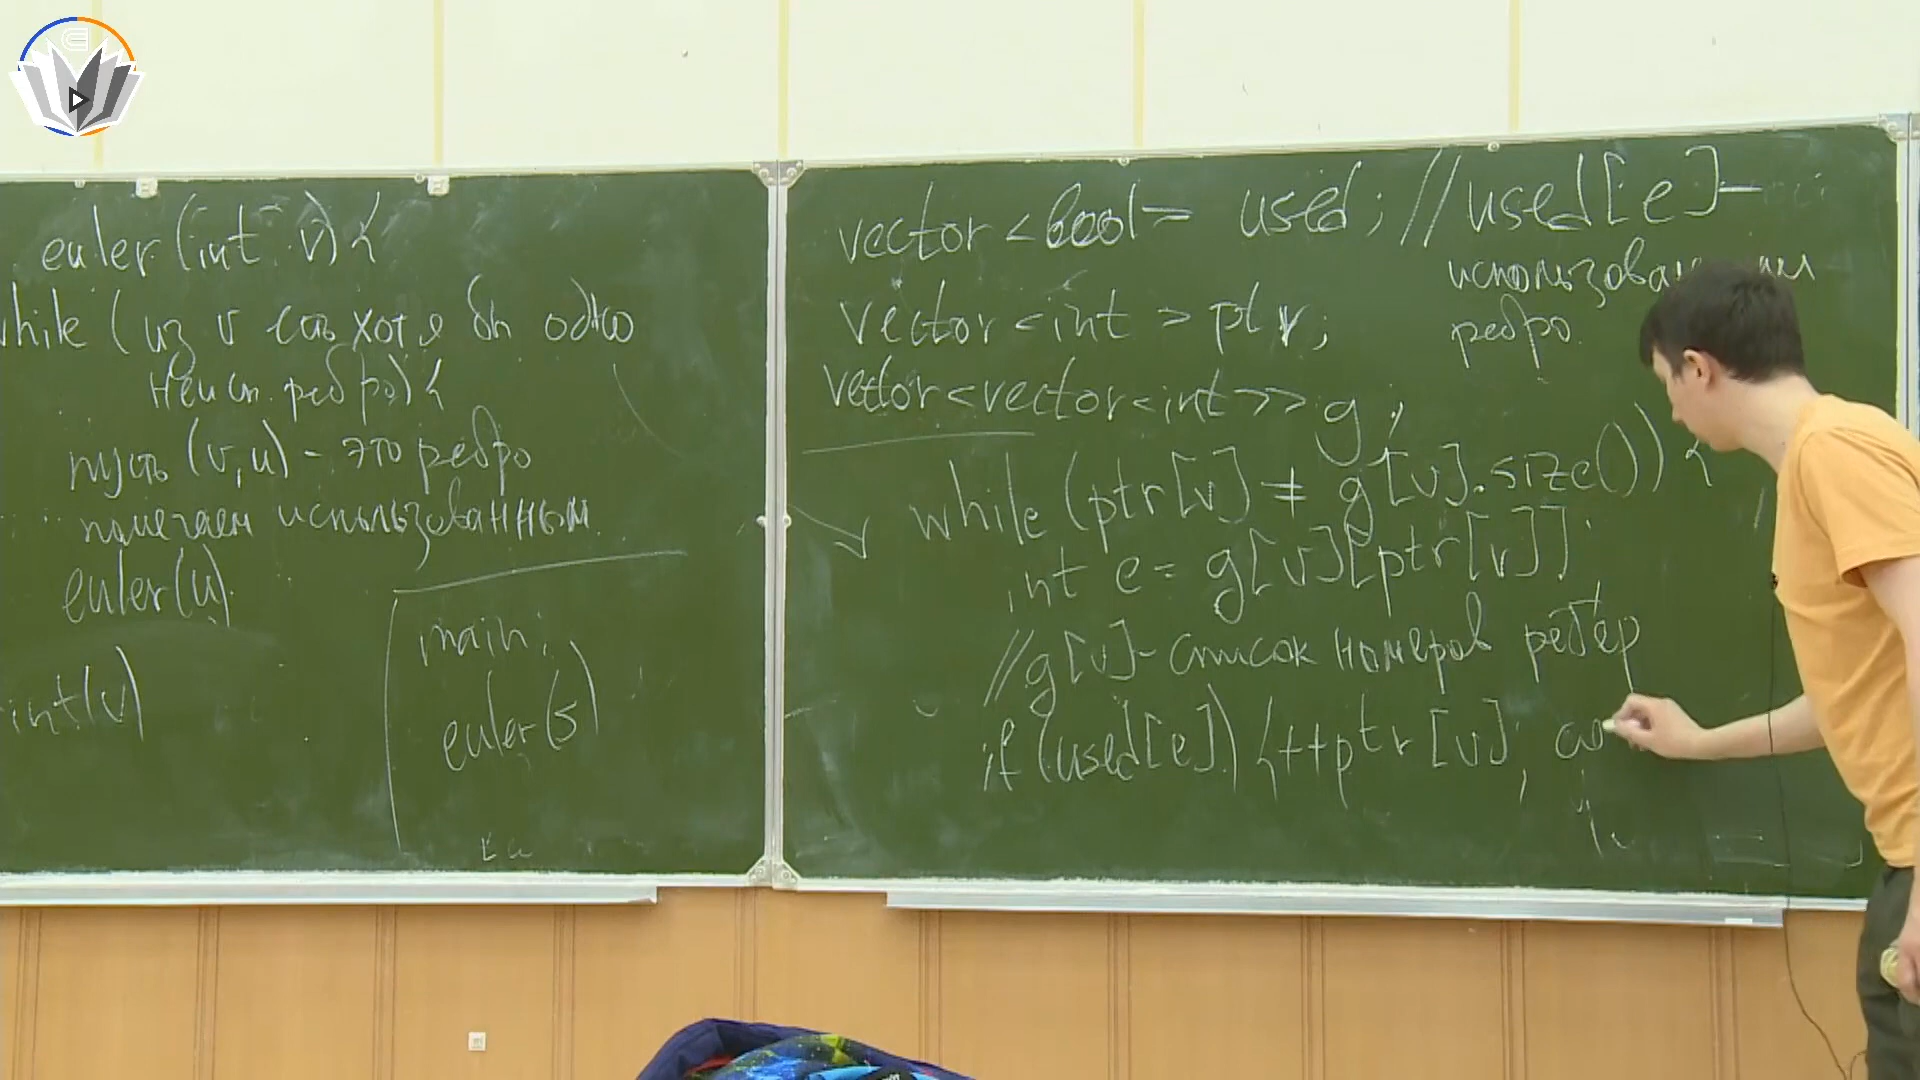 euler(int v){
while (из v есть хотя бы одно
неисп. ребро){
пусть (v,u) - это ребро
помечаем использованным
euler(u)
int(v)
main:
euler(s)
vector<bool> used; //used[e]-
ребро.
vector<int> ptr;
vector<vector<int>> g;
while (ptr[v] ≠ g[v].size()){
int e = g[v][ptr[v]];
//g[v]- список номеров рёбер
if (used[e]) {++ptr[v]; co